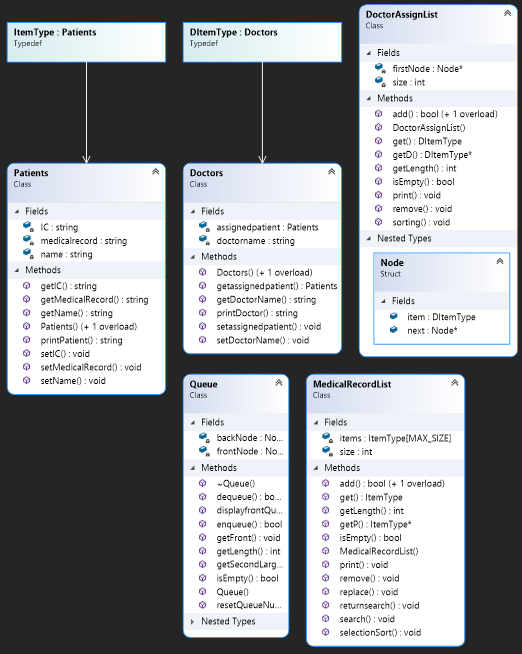 ItemType : Patients
Typedef
DItemType : Doctors
Typedef
DoctorAssignList
Class
Fields
firstNode : Node*
size : int
Methods
add() : bool (+ 1 overload)
DoctorAssignList()
get() : DItemType
getD() : DItemType*
getLength() : int
isEmpty() : bool
print() : void
remove() : void
sorting() : void
Nested Types
Node
Struct
Fields
item : DItemType
next : Node*
Patients
Class
Fields
IC : string
medicalrecord : string
name : string
Methods
getIC() : string
getMedicalRecord() : string
getName() : string
Patients() (+ 1 overload)
printPatient() : string
setIC() : void
setMedicalRecord() : void
setName() : void
Doctors
Class
Fields
assignedpatient : Patients
doctorname : string
Methods
Doctors() (+ 1 overload)
getassignedpatient() : Patients
getDoctorName() : string
printDoctor() : string
setassignedpatient() : void
setDoctorName() : void
Queue
Class
Fields
backNode : No...
frontNode : No...
Methods
~Queue()
dequeue() : bo...
displayfrontQu...
enqueue() : bool
getFront() : void
getLength() : int
getSecondLarg...
isEmpty() : bool
Queue()
resetQueueNu...
Nested Types
MedicalRecordList
Class
Fields
items : ItemType[MAX_SIZE]
size : int
Methods
add() : bool (+ 1 overload)
get() : ItemType
getLength() : int
getP() : ItemType*
isEmpty() : bool
MedicalRecordList()
print() : void
remove() : void
replace() : void
returnsearch() : void
search() : void
selectionSort() : void